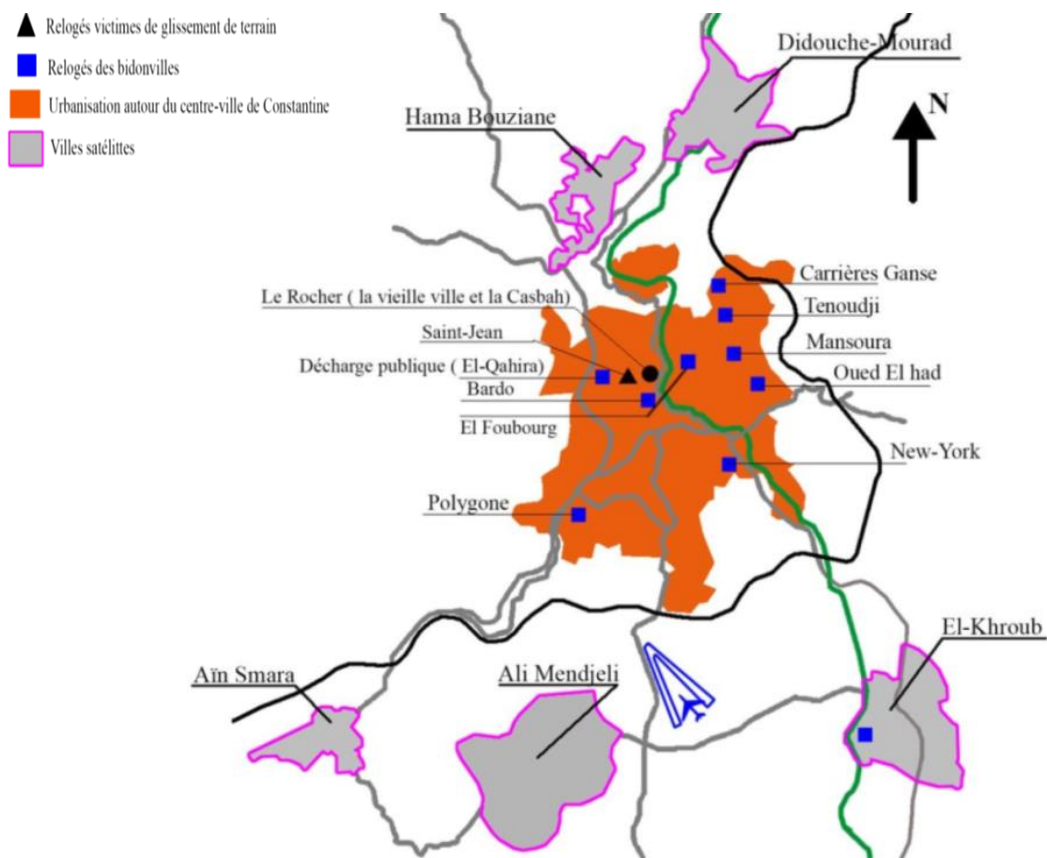 Relogés victimes de glissement de terrain
Relogés des bidonvilles
Urbanisation autour du centre-ville de Constantine
Villes satélittes
Didouche-Mourad
Hama Bouziane
N
Carrières Ganse
Le Rocher ( la vieille ville et la Casbah)
Tenoudji
Saint-Jean
Mansoura
Décharge publique ( El-Qahira)
Oued El had
Bardo
El Foubourg
New-York
Polygone
El-Khroub
Aïn Smara
Ali Mendjeli